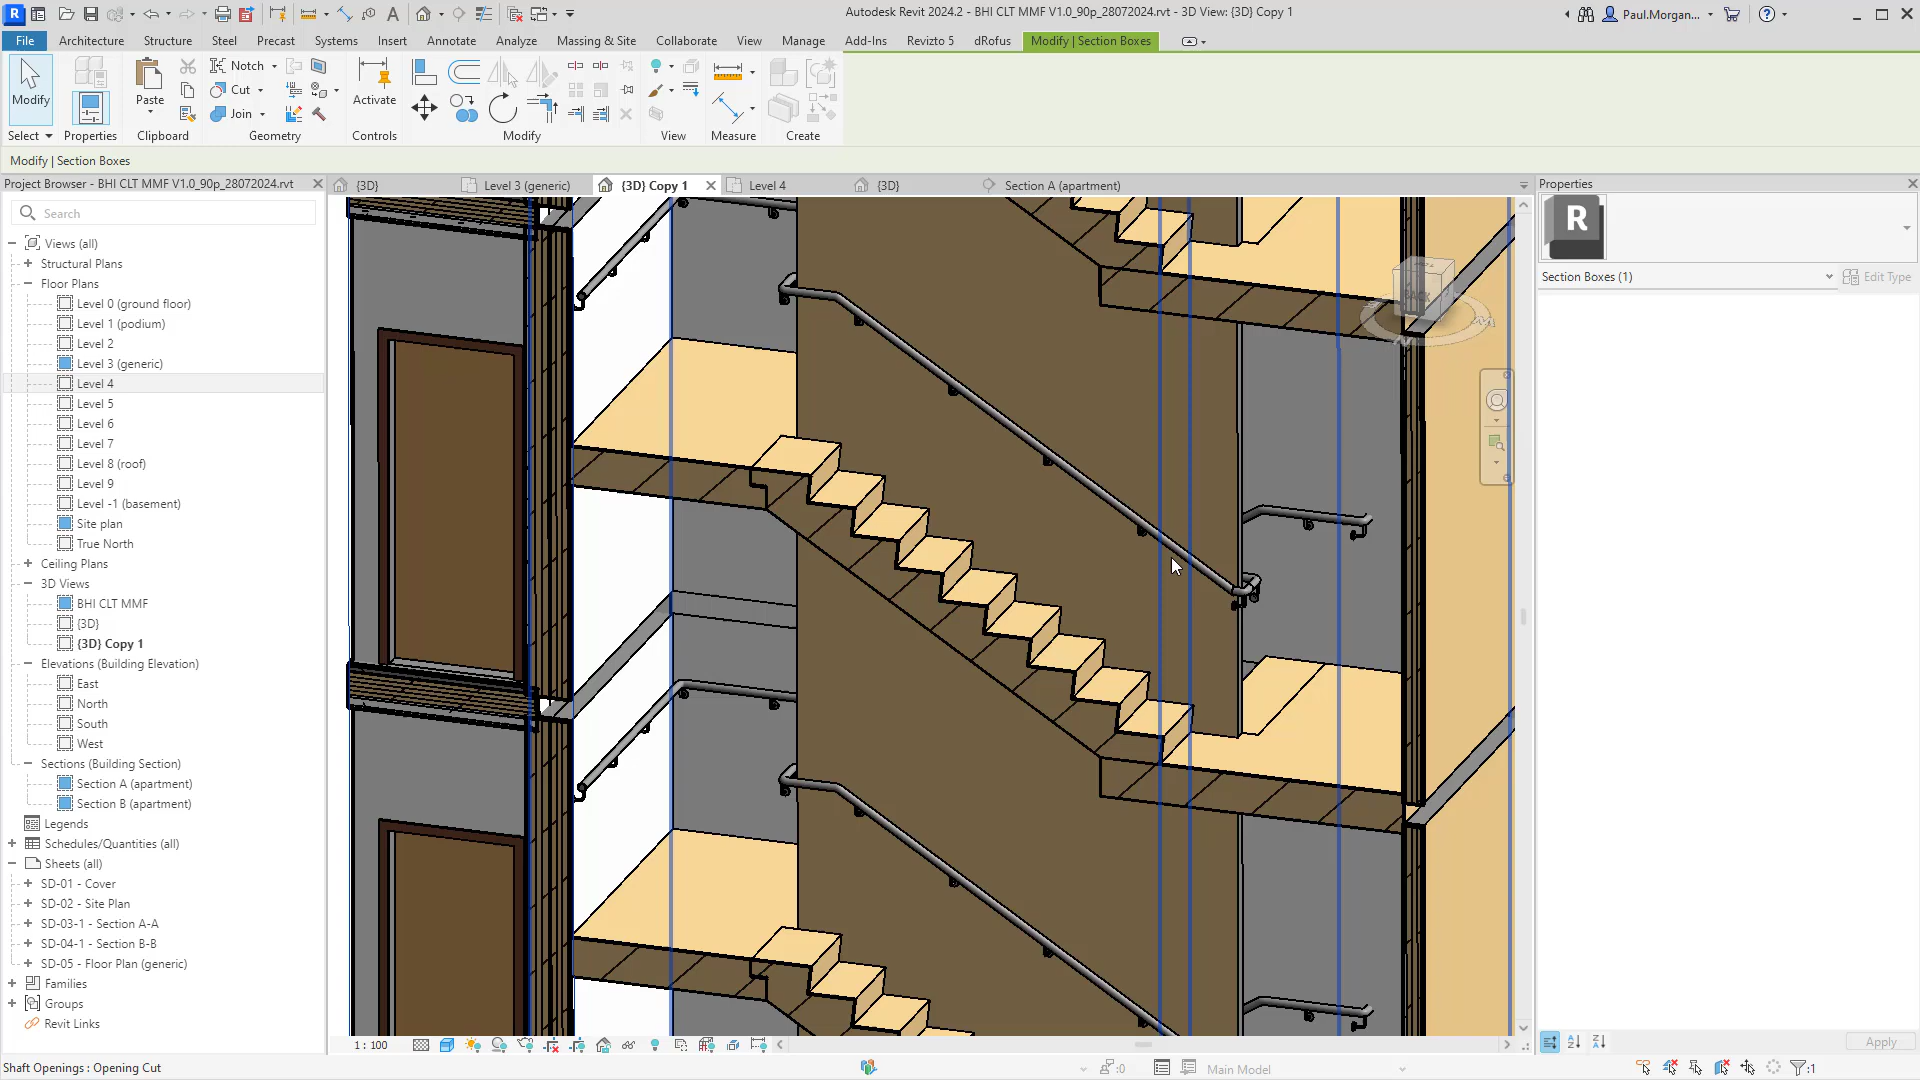 Autodesk Revit 2024.2 - BHI CLT MMF V1.0_90p_28072024.rvt - 3D View: {3D} Copy 1
Paul.Morgan...
File Architecture Structure Steel Precast Systems Insert Annotate Analyze Massing & Site Collaborate View Manage Add-Ins Revizto 5 dRofus Modify | Section Boxes
Modify
Properties
Paste
Notch
Cut
Join
Activate
Select
Properties
Clipboard
Geometry
Controls
Modify
View
Measure
Create
Modify | Section Boxes
Project Browser - BHI CLT MMF V1.0_90p_28072024.rvt
{3D}
Level 3 (generic)
{3D} Copy 1
Level 4
{3D}
Section A (apartment)
Properties
Search
R
Section Boxes (1)
Edit Type
BACK
Views (all)
Structural Plans
Floor Plans
Level 0 (ground floor)
Level 1 (podium)
Level 2
Level 3 (generic)
Level 4
Level 5
Level 6
Level 7
Level 8 (roof)
Level 9
Level -1 (basement)
Site plan
True North
Ceiling Plans
3D Views
BHI CLT MMF
{3D}
{3D} Copy 1
Elevations (Building Elevation)
East
North
South
West
Sections (Building Section)
Section A (apartment)
Section B (apartment)
Legends
Schedules/Quantities (all)
Sheets (all)
SD-01 - Cover
SD-02 - Site Plan
SD-03-1 - Section A-A
SD-04-1 - Section B-B
SD-05 - Floor Plan (generic)
Families
Groups
Revit Links
1 : 100
Apply
Shaft Openings : Opening Cut
:0
Main Model
:1